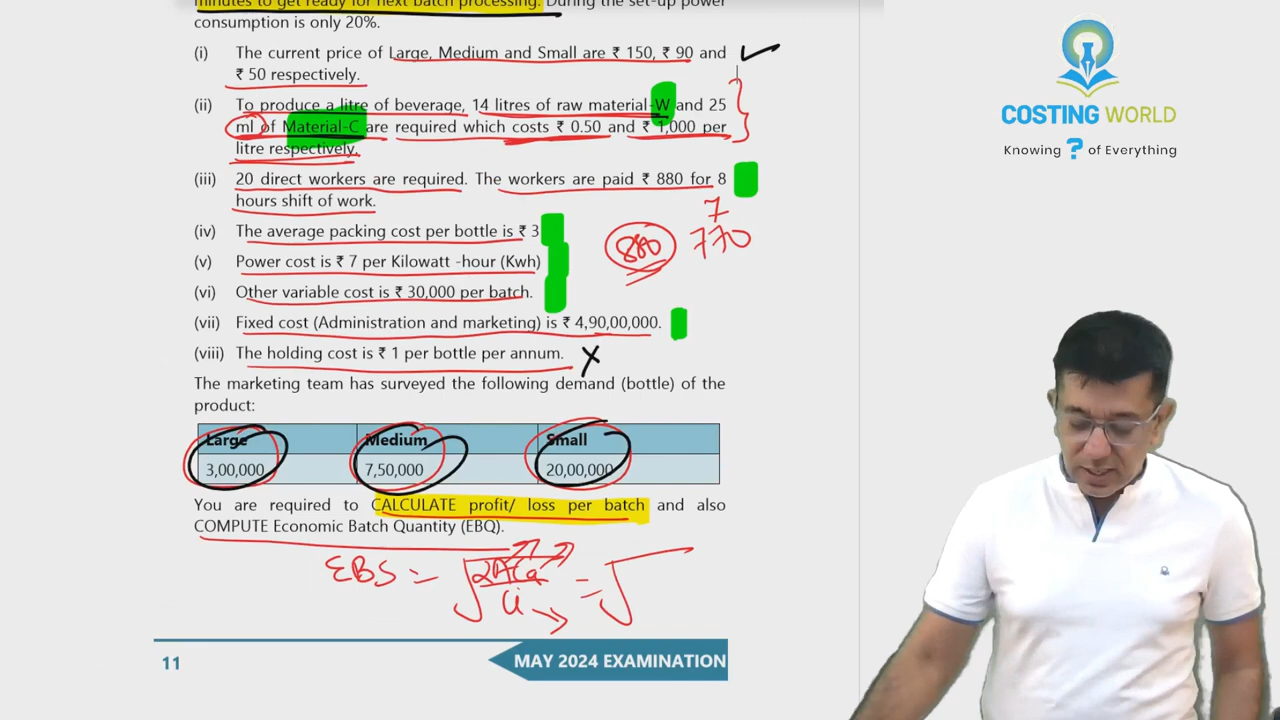 minutes to get ready for next batch processing. During the set-up power
consumption is only 20%.
(i) The current price of Large, Medium and Small are ₹ 150, ₹ 90 and
₹ 50 respectively.
(ii) To produce a litre of beverage, 14 litres of raw material-W and 25
ml of Material-C are required which costs ₹ 0.50 and ₹ 1,000 per
litre respectively.
(iii) 20 direct workers are required. The workers are paid ₹ 880 for 8
hours shift of work.
(iv) The average packing cost per bottle is ₹ 3
(v) Power cost is ₹ 7 per Kilowatt -hour (Kwh)
(vi) Other variable cost is ₹ 30,000 per batch.
(vii) Fixed cost (Administration and marketing) is ₹ 4,90,00,000.
(viii) The holding cost is ₹ 1 per bottle per annum.
7
880 770
The marketing team has surveyed the following demand (bottle) of the
product:
Large Medium Small
3,00,000 7,50,000 20,00,000
You are required to CALCULATE profit/ loss per batch and also
COMPUTE Economic Batch Quantity (EBQ).
EBS = √ =√
11 MAY 2024 EXAMINATION
COSTING WORLD
Knowing ? of Everything